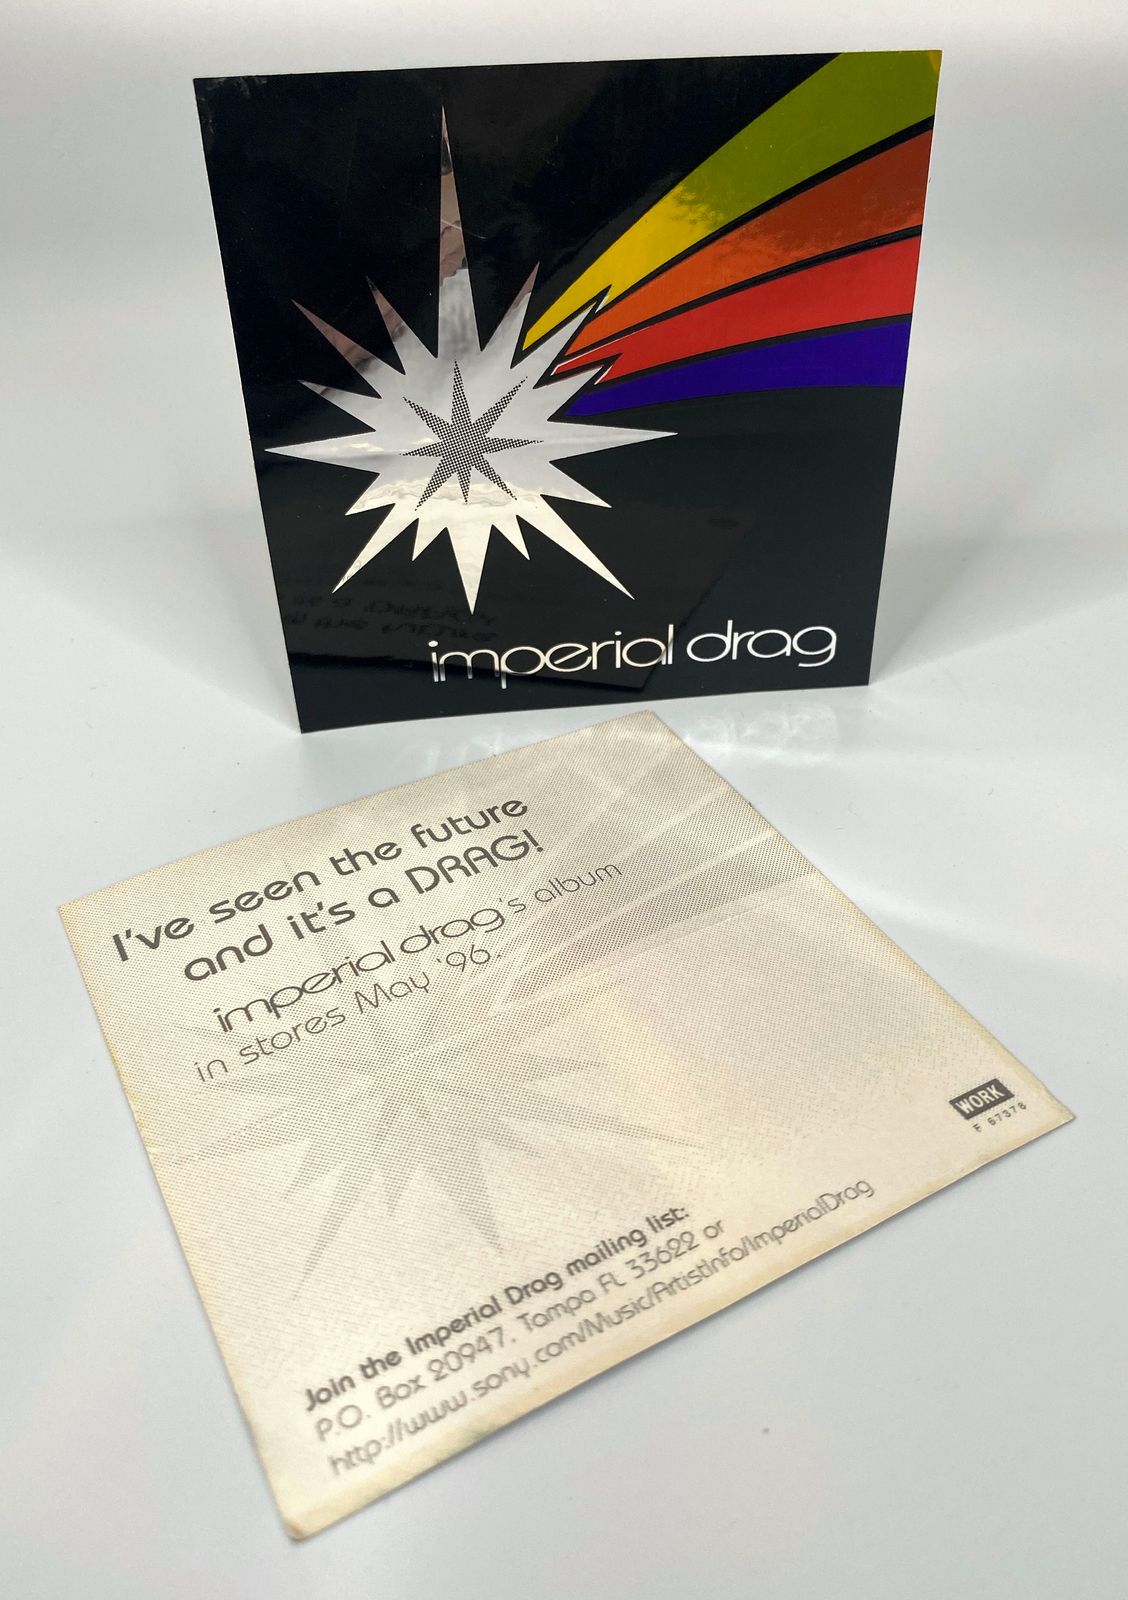 imperial drag
I've seen the future
and it's a DRAG!
imperial drag's album
in stores May '96.
WORK
E 67378
Join the Imperial Drag mailing list:
P.O. Box 20947, Tampa FL 33622 or
http://www.sony.com/Music/ArtistInfo/ImperialDrag